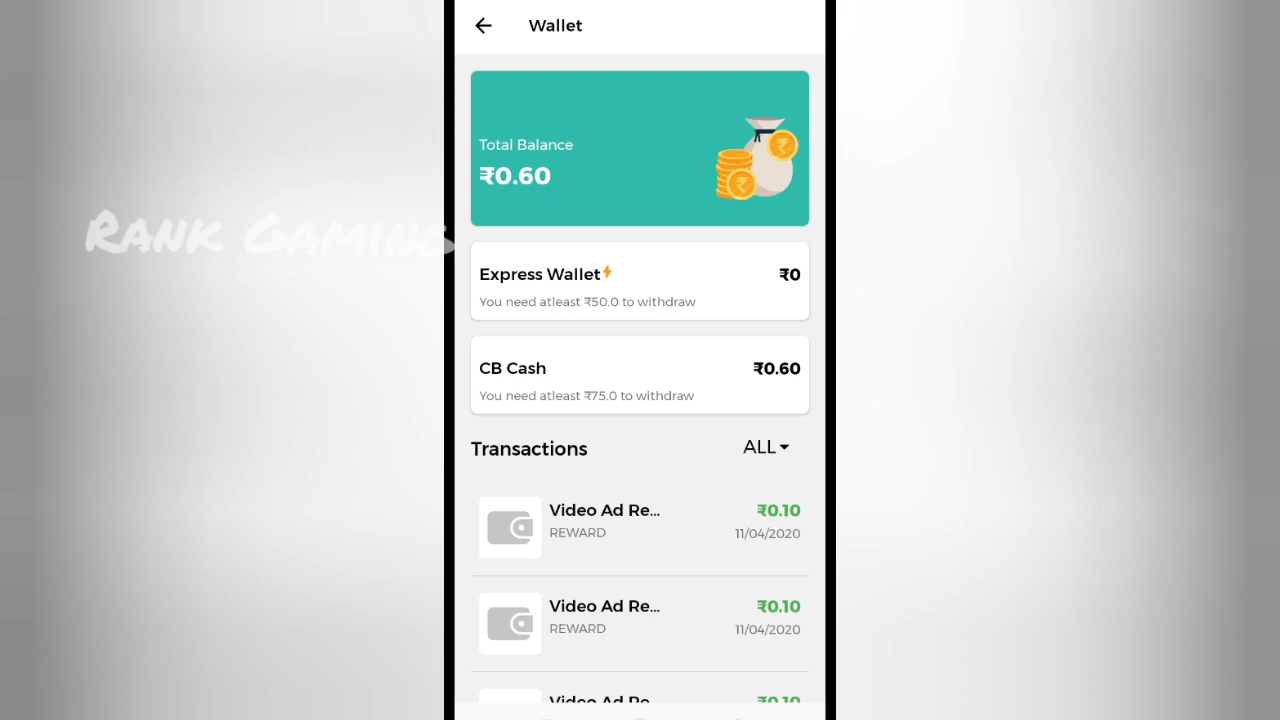 Wallet
Total Balance
₹0.60
Rank Gaming
Express Wallet ₹0
You need atleast ₹50.0 to withdraw
CB Cash ₹0.60
You need atleast ₹75.0 to withdraw
Transactions ALL
Video Ad Re... ₹0.10
REWARD 11/04/2020
Video Ad Re... ₹0.10
REWARD 11/04/2020
Video Ad Re... ₹0.10